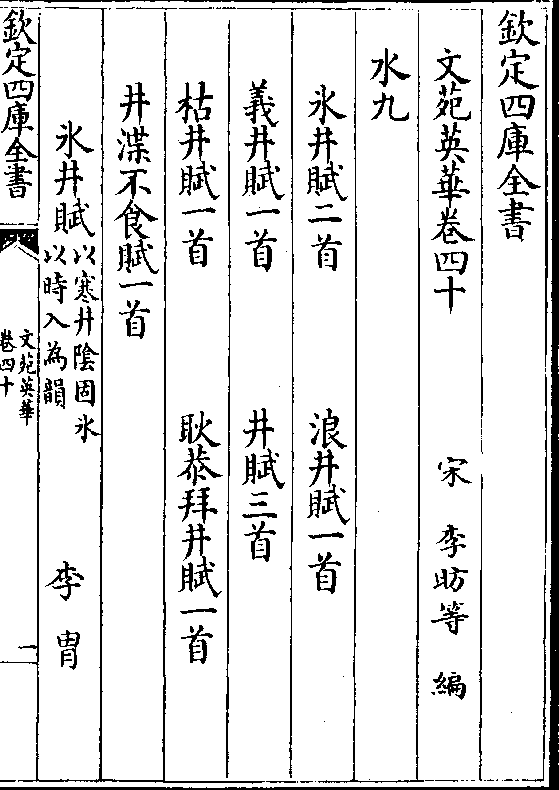 欽定四庫全書
文苑英華卷四十
宋 李昉等 編
水九
氷井賦二首 浪井賦一首
義井賦一首 井賦三首
枯井賦一首 耿恭拜井賦一首
井渫不食賦一首
氷井賦 以寒井陰固氷
以時入為韻 李胄
欽定四庫全書
文苑英華
卷四十
一